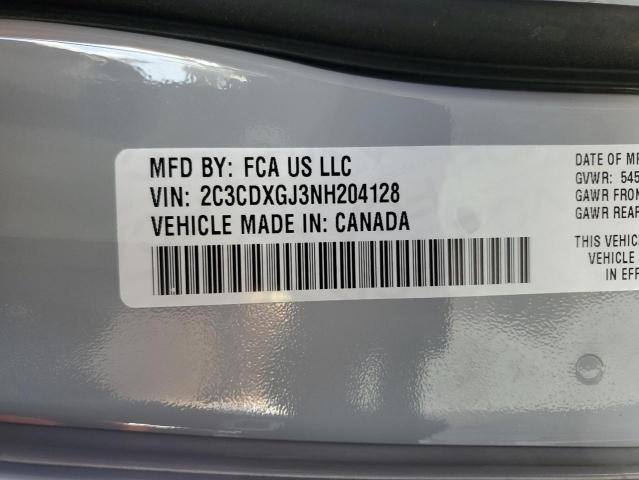 MFD BY: FCA US LLC
VIN: 2C3CDXGJ3NH204128
VEHICLE MADE IN: CANADA
DATE OF
GVWR: 545
GAWR FRON
GAWR REAR
THIS VEHIC
VEHICLE
IN EFF